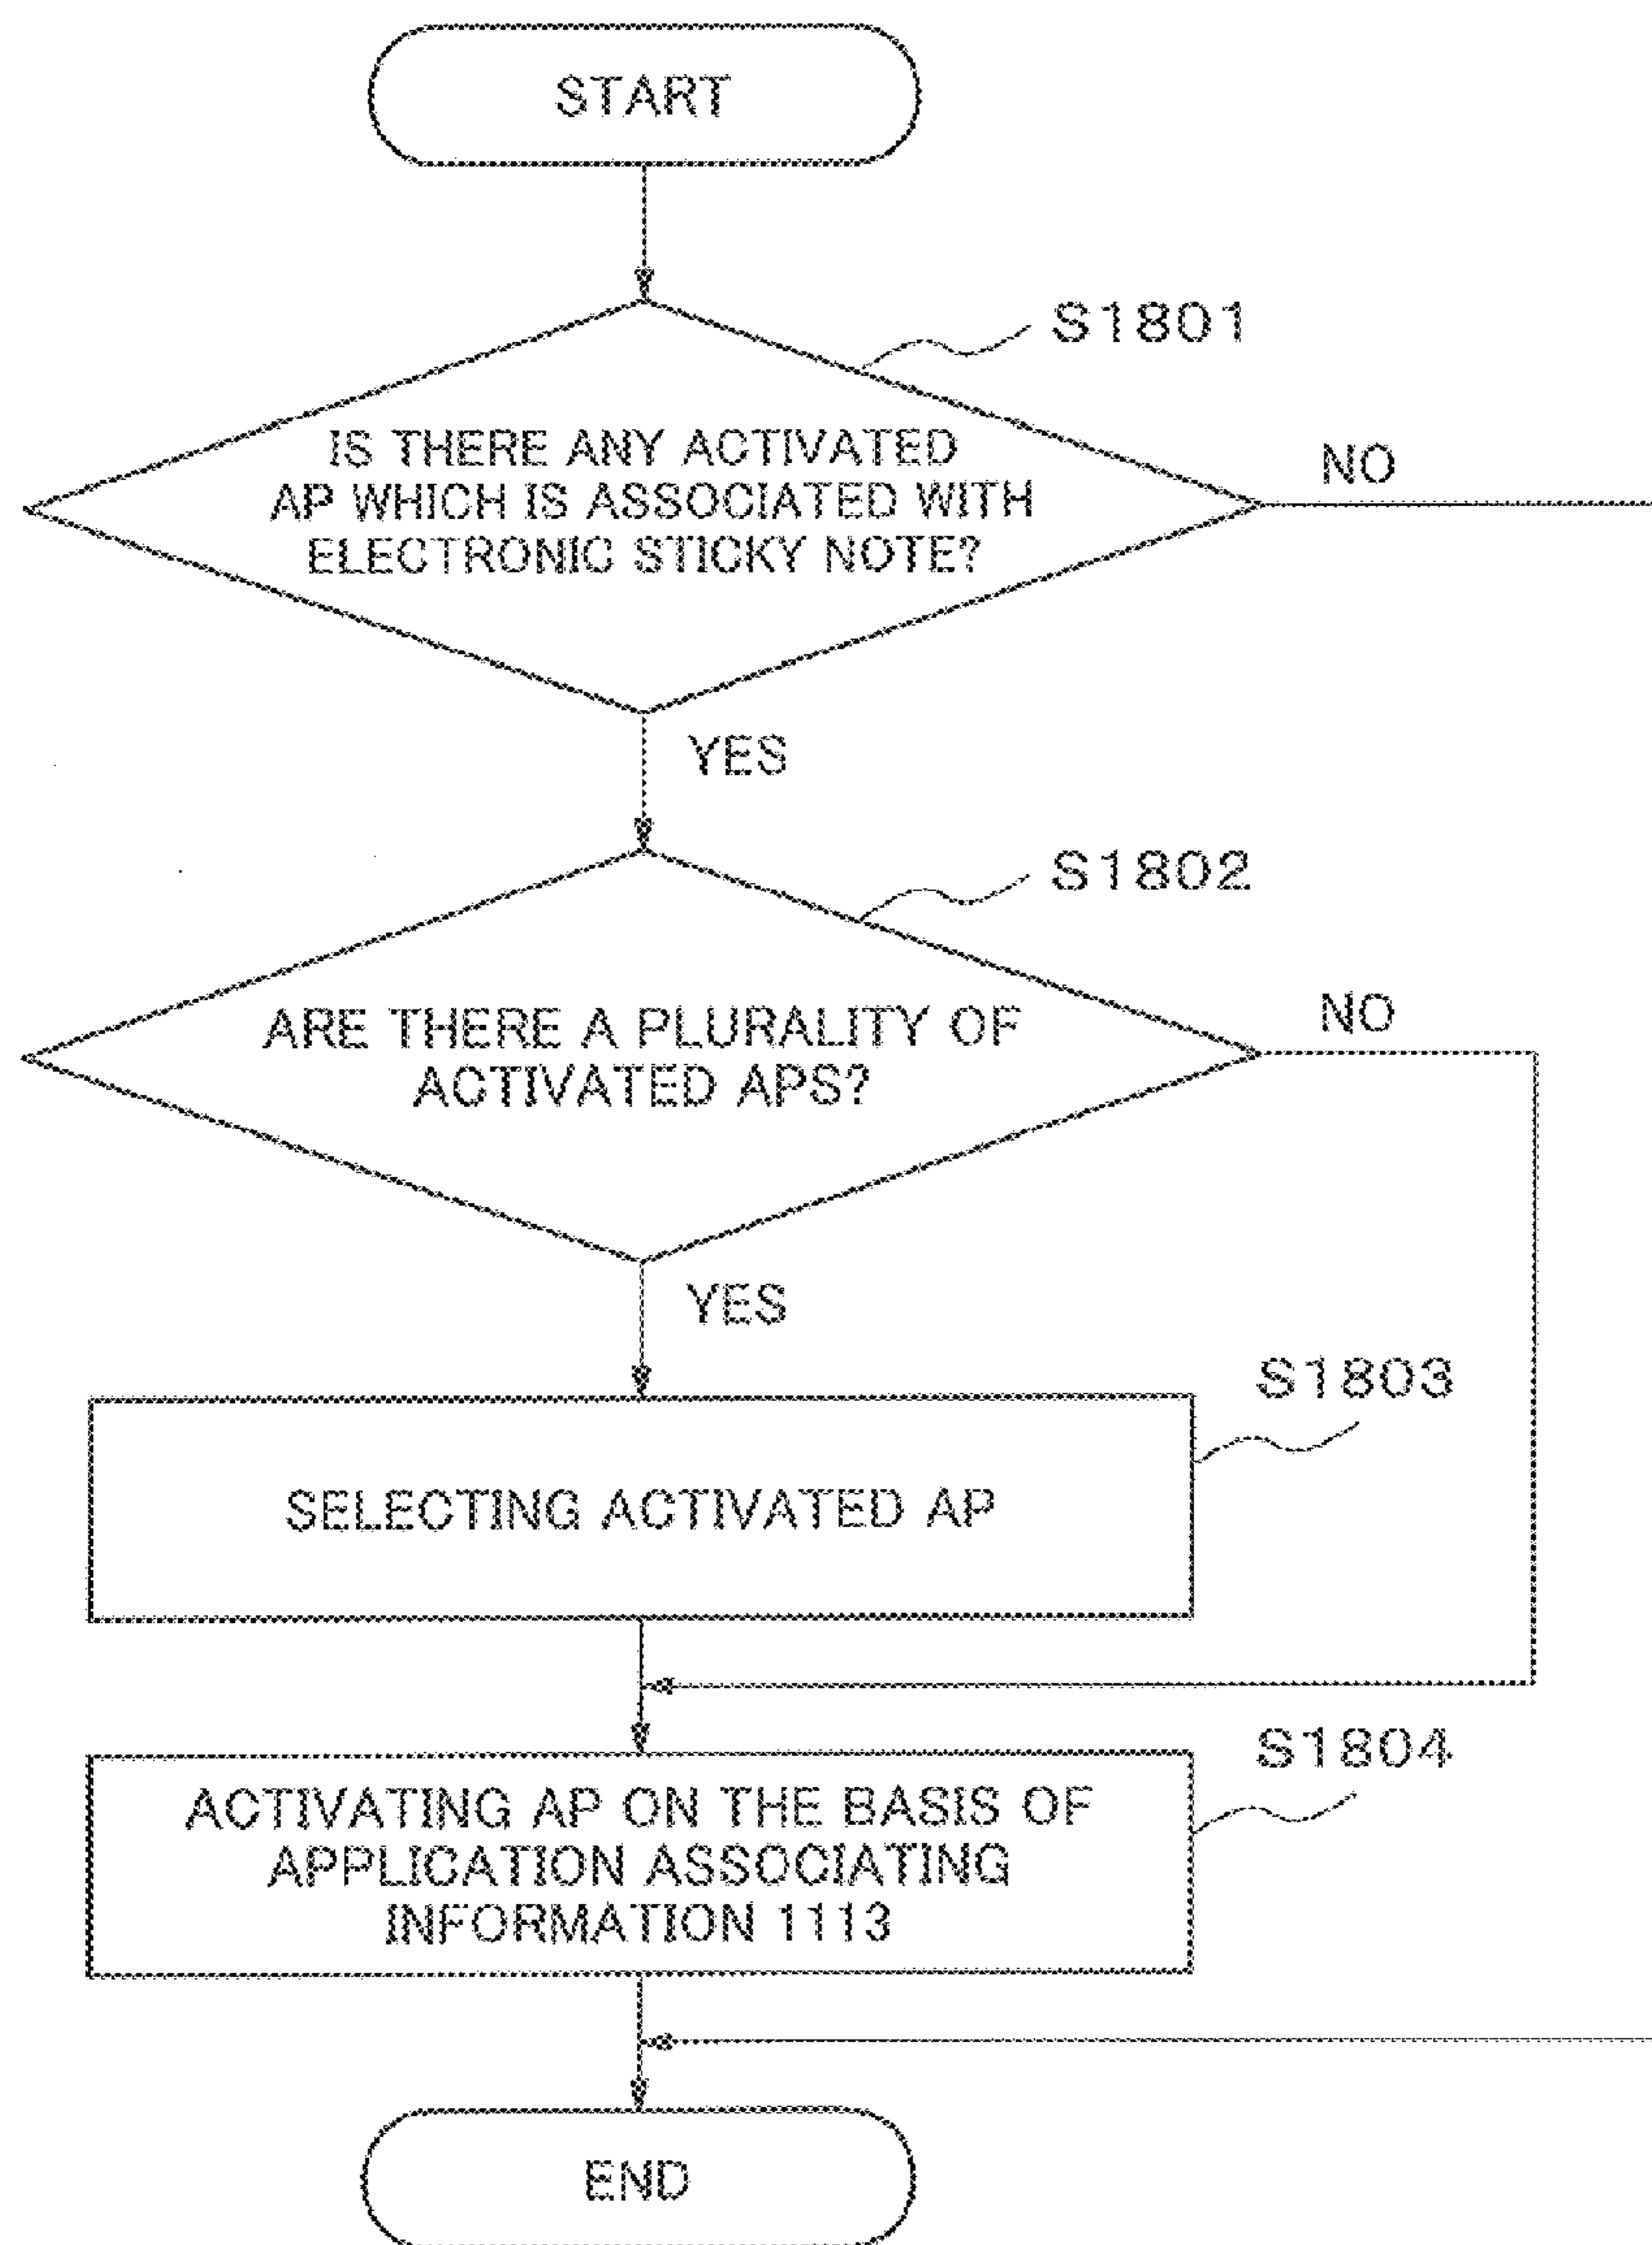 START
S1801
IS THERE ANY ACTIVATED
AP WHICH IS ASSOCIATED WITH
ELECTRONIC STICKY NOTE?
NO
YES
S1802
ARE THERE A PLURALITY OF
ACTIVATED APS?
NO
YES
S1803
SELECTING ACTIVATED AP
S1804
ACTIVATING AP ON THE BASIS OF
APPLICATION ASSOCIATING
INFORMATION 1113
END